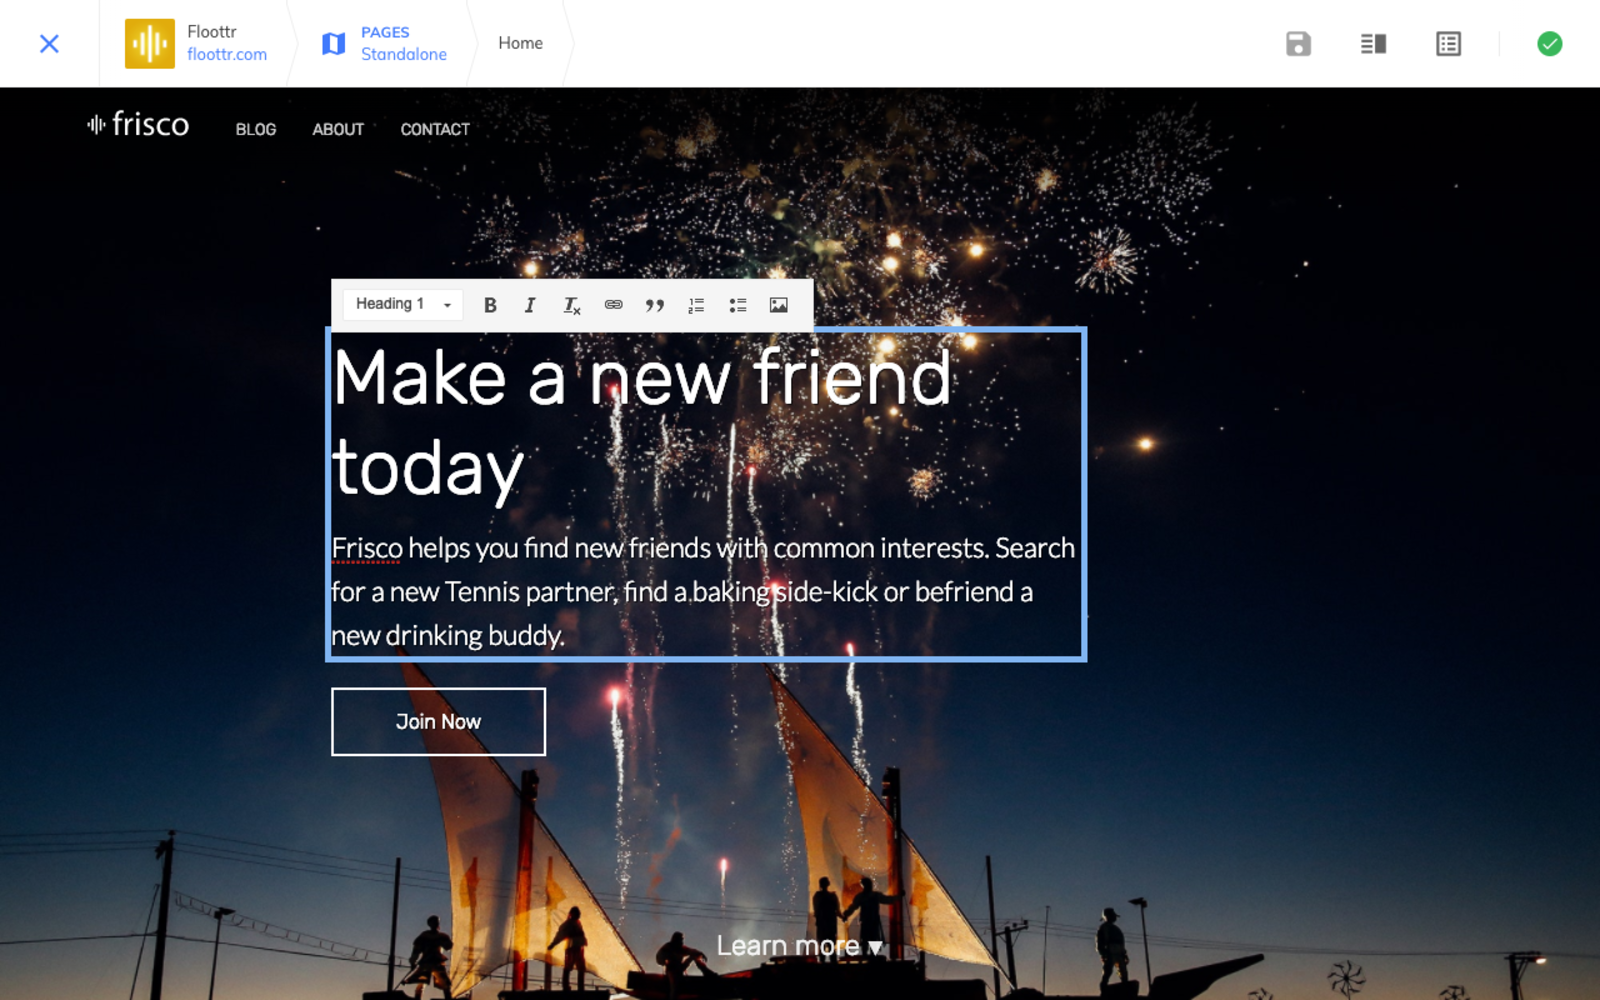 Floottr
floottr.com
PAGES
Standalone
Home
frisco
BLOG
ABOUT
CONTACT
Heading 1
Make a new friend
today
Frisco helps you find new friends with common interests. Search
for a new Tennis partner, find a baking side-kick or befriend a
new drinking buddy.
Join Now
Learn more ▾